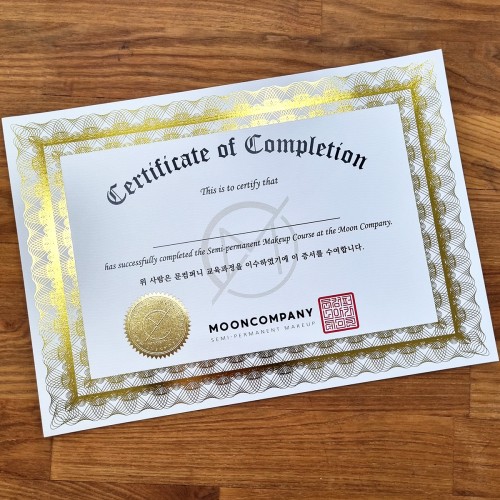 Certificate of Completion
This is to certify that
has successfully completed the Semi-permanent Makeup Course at the Moon Company.
위 사람은 문컴퍼니 교육과정을 이수하였기에 이 증서를 수여합니다.
MOONCOMPANY
SEMI-PERMANENT MAKEUP